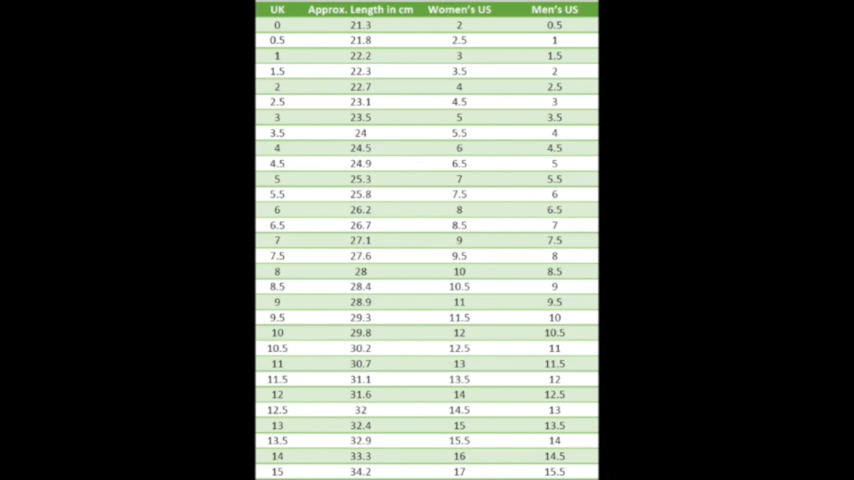 UK Approx. Length in cm Women's US Men's US
0 21.3 2 0.5
0.5 21.8 2.5 1
1 22.2 3 1.5
1.5 22.3 3.5 2
2 22.7 4 2.5
2.5 23.1 4.5 3
3 23.5 5 3.5
3.5 24 5.5 4
4 24.5 6 4.5
4.5 24.9 6.5 5
5 25.3 7 5.5
5.5 25.8 7.5 6
6 26.2 8 6.5
6.5 26.7 8.5 7
7 27.1 9 7.5
7.5 27.6 9.5 8
8 28 10 8.5
8.5 28.4 10.5 9
9 28.9 11 9.5
9.5 29.3 11.5 10
10 29.8 12 10.5
10.5 30.2 12.5 11
11 30.7 13 11.5
11.5 31.1 13.5 12
12 31.6 14 12.5
12.5 32 14.5 13
13 32.4 15 13.5
13.5 32.9 15.5 14
14 33.3 16 14.5
15 34.2 17 15.5